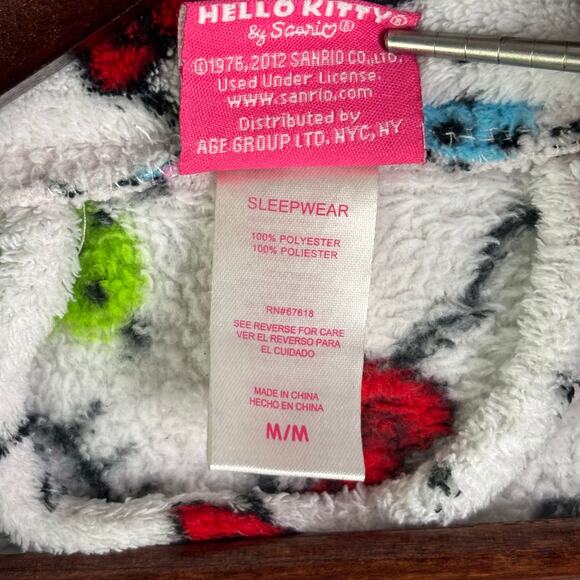 HELLO KITTY®
By Sanrio®
©1976, 2012 SANRIO CO., LTD.
Used Under License.
www.sanrio.com
Distributed by
AGE GROUP LTD, NYC, NY
SLEEPWEAR
100% POLYESTER
100% POLIESTER
RN#67618
SEE REVERSE FOR CARE
VER EL REVERSO PARA
EL CUIDADO
MADE IN CHINA
HECHO EN CHINA
M/M